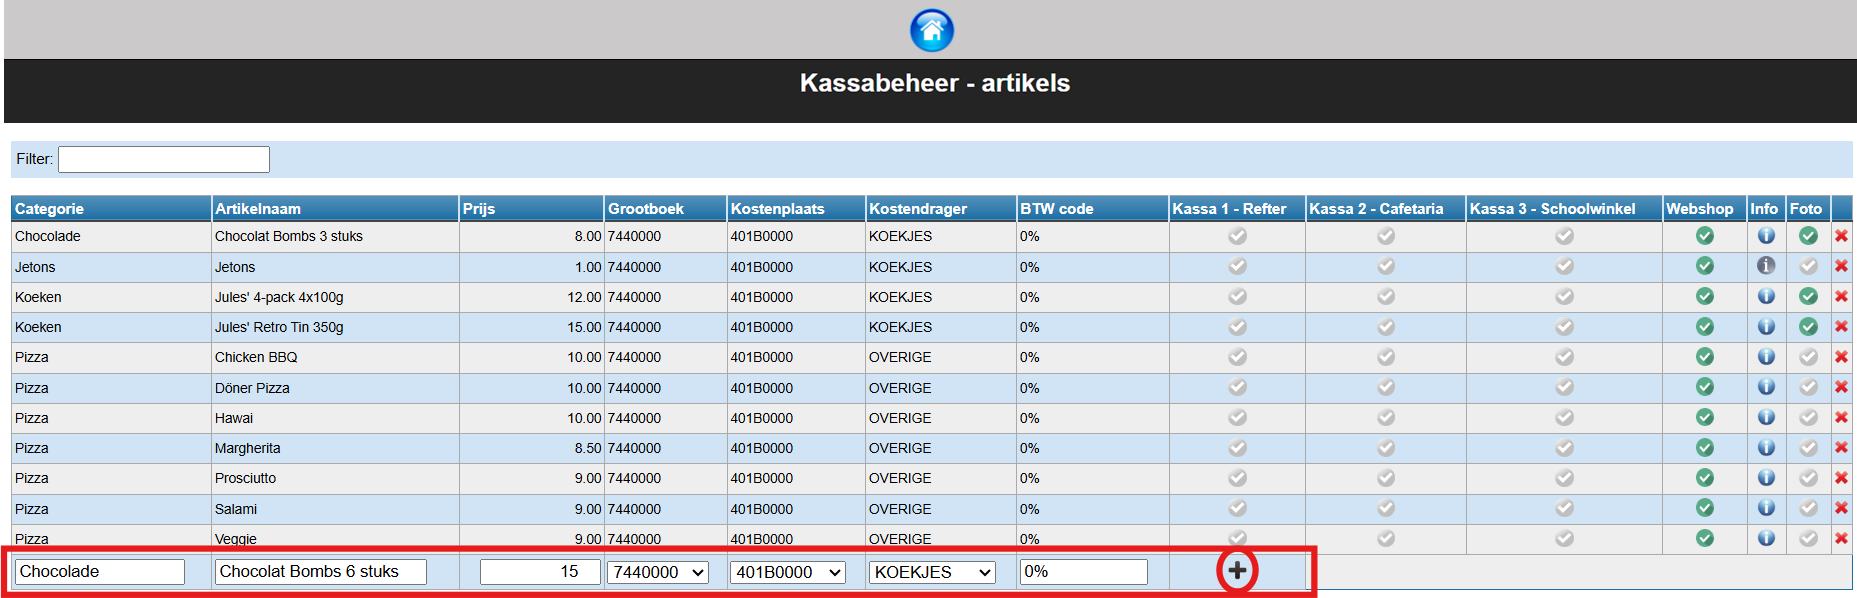 Kassabeheer - artikels
Filter:
Categorie Artikelnaam Prijs Grootboek Kostenplaats Kostendrager BTW code Kassa 1 - Refter Kassa 2 - Cafetaria Kassa 3 - Schoolwinkel Webshop Info Foto
Chocolade Chocolat Bombs 3 stuks 8.00 7440000 401B0000 KOEKJES 0%
Jetons Jetons 1.00 7440000 401B0000 KOEKJES 0%
Koeken Jules' 4-pack 4x100g 12.00 7440000 401B0000 KOEKJES 0%
Koeken Jules' Retro Tin 350g 15.00 7440000 401B0000 KOEKJES 0%
Pizza Chicken BBQ 10.00 7440000 401B0000 OVERIGE 0%
Pizza Döner Pizza 10.00 7440000 401B0000 OVERIGE 0%
Pizza Hawai 10.00 7440000 401B0000 OVERIGE 0%
Pizza Margherita 8.50 7440000 401B0000 OVERIGE 0%
Pizza Prosciutto 9.00 7440000 401B0000 OVERIGE 0%
Pizza Salami 9.00 7440000 401B0000 OVERIGE 0%
Pizza Veggie 9.00 7440000 401B0000 OVERIGE 0%
Chocolade Chocolat Bombs 6 stuks 15 7440000 401B0000 KOEKJES 0%